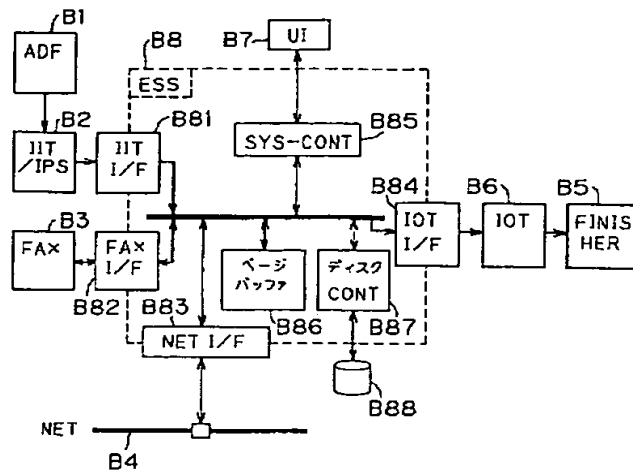 B1
ADF
B8
ESS
B7
UI
B2
IIT
/IPS
B81
IIT
I/F
B85
SYS-CONT
B84
IOT
I/F
B6
IOT
B5
FINIS
HER
B3
FAX
FAX
I/F
B82
B83
NET I/F
ページ
バッファ
B86
ディスク
CONT
B87
B88
NET
B4